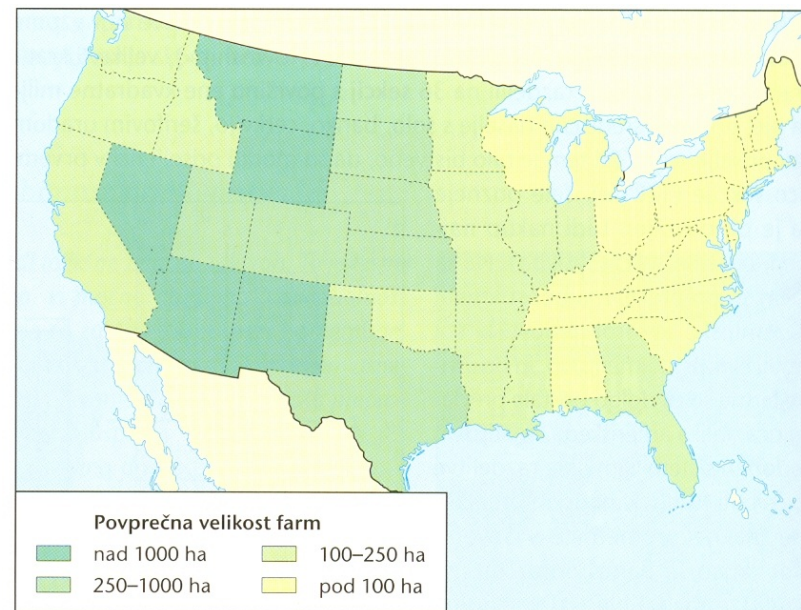 Povprečna velikost farm
nad 1000 ha
250–1000 ha
100–250 ha
pod 100 ha